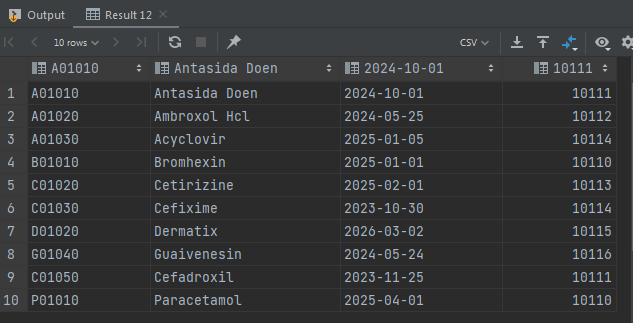 Output Result 12
10 rows CSV
A01010 Antasida Doen 2024-10-01 10111
1 A01010 Antasida Doen 2024-10-01 10111
2 A01020 Ambroxol Hcl 2024-05-25 10112
3 A01030 Acyclovir 2025-01-05 10114
4 B01010 Bromhexin 2025-01-01 10110
5 C01020 Cetirizine 2025-02-01 10113
6 C01030 Cefixime 2023-10-30 10114
7 D01020 Dermatix 2026-03-02 10115
8 G01040 Guaivenesin 2024-05-24 10116
9 C01050 Cefadroxil 2023-11-25 10111
10 P01010 Paracetamol 2025-04-01 10110